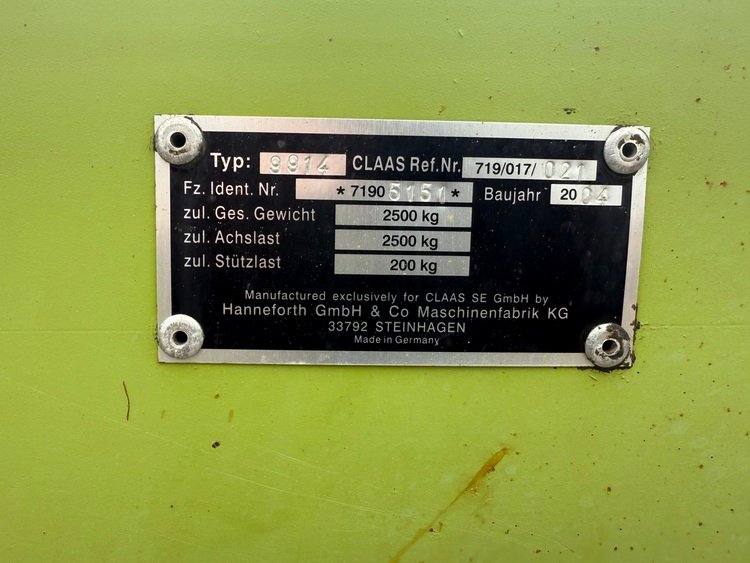 Typ: 9914 CLAAS Ref.Nr. 719/017/021
Fz. Ident. Nr. *71905151* Baujahr 2004
zul. Ges. Gewicht 2500 kg
zul. Achslast 2500 kg
zul. Stützlast 200 kg
Manufactured exclusively for CLAAS SE GmbH by
Hanneforth GmbH & Co Maschinenfabrik KG
33792 STEINHAGEN
Made in Germany